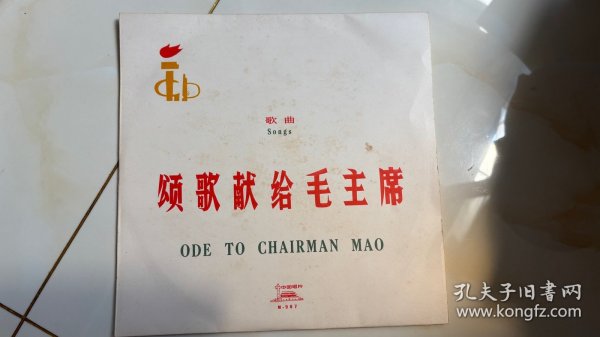 歌曲
Songs
颂歌献给毛主席
ODE TO CHAIRMAN MAO
中国唱片
M-987
孔夫子旧书网
www.kongfz.com